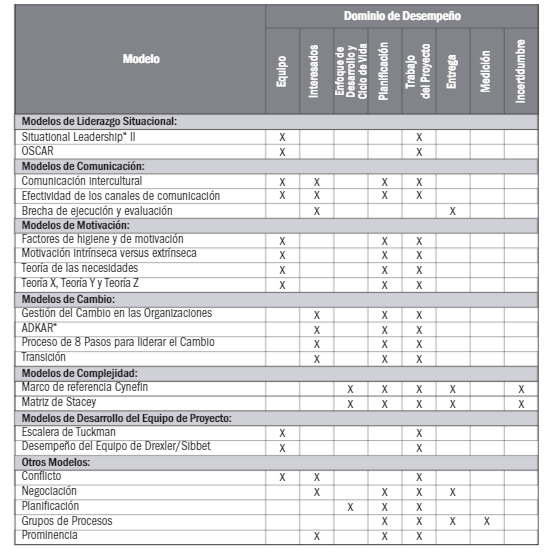 Modelo
Dominio de Desempeño
Equipo
Interesados
Enfoque de
Desarrollo y
Ciclo de Vida
Planificación
Trabajo
del Proyecto
Entrega
Medición
Incertidumbre
Modelos de Liderazgo Situacional:
Situational Leadership® II X X
OSCAR X X
Modelos de Comunicación:
Comunicación intercultural X X X X
Efectividad de los canales de comunicación X X X X
Brecha de ejecución y evaluación X X
Modelos de Motivación:
Factores de higiene y de motivación X X X
Motivación intrínseca versus extrínseca X X X
Teoría de las necesidades X X X
Teoría X, Teoría Y y Teoría Z X X X
Modelos de Cambio:
Gestión del Cambio en las Organizaciones X X X
ADKAR® X X X
Proceso de 8 Pasos para liderar el Cambio X X X
Transición X X X
Modelos de Complejidad:
Marco de referencia Cynefin X X X X X
Matriz de Stacey X X X X X
Modelos de Desarrollo del Equipo de Proyecto:
Escalera de Tuckman X X
Desempeño del Equipo de Drexler/Sibbet X X
Otros Modelos:
Conflicto X X X
Negociación X X X X
Planificación X X X
Grupos de Procesos X X X X
Prominencia X X X